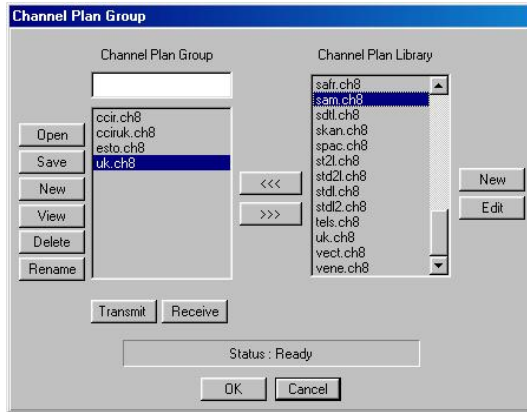 Channel Plan Group
Channel Plan Group
Channel Plan Library
ccir.ch8
cciruk.ch8
esto.ch8
uk.ch8
Open
Save
New
View
Delete
Rename
<<<
>>>
safr.ch8
sam.ch8
sdtl.ch8
skan.ch8
spac.ch8
st2l.ch8
std2l.ch8
stdl.ch8
stdl2.ch8
tels.ch8
uk.ch8
vect.ch8
vene.ch8
New
Edit
Transmit
Receive
Status : Ready
OK
Cancel